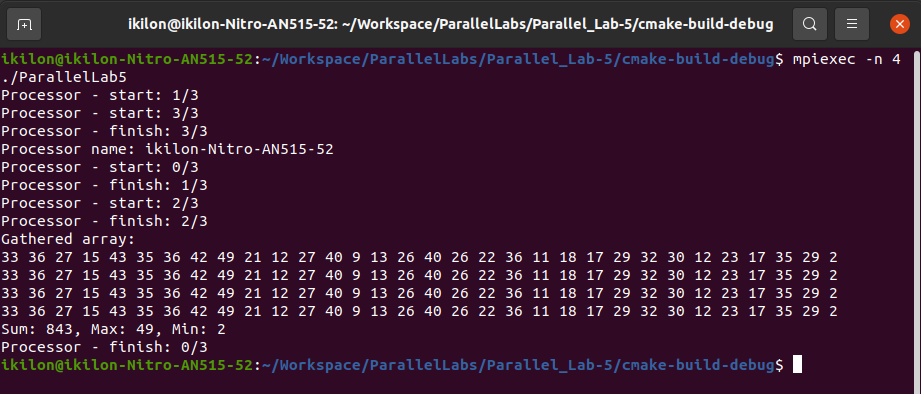 ikilon@ikilon-Nitro-AN515-52: ~/Workspace/ParallelLabs/Parallel_Lab-5/cmake-build-debug
ikilon@ikilon-Nitro-AN515-52:~/Workspace/ParallelLabs/Parallel_Lab-5/cmake-build-debug$ mpiexec -n 4
./ParallelLab5
Processor - start: 1/3
Processor - start: 3/3
Processor - finish: 3/3
Processor name: ikilon-Nitro-AN515-52
Processor - start: 0/3
Processor - finish: 1/3
Processor - start: 2/3
Processor - finish: 2/3
Gathered array:
33 36 27 15 43 35 36 42 49 21 12 27 40 9 13 26 40 26 22 36 11 18 17 29 32 30 12 23 17 35 29 2
33 36 27 15 43 35 36 42 49 21 12 27 40 9 13 26 40 26 22 36 11 18 17 29 32 30 12 23 17 35 29 2
33 36 27 15 43 35 36 42 49 21 12 27 40 9 13 26 40 26 22 36 11 18 17 29 32 30 12 23 17 35 29 2
33 36 27 15 43 35 36 42 49 21 12 27 40 9 13 26 40 26 22 36 11 18 17 29 32 30 12 23 17 35 29 2
Sum: 843, Max: 49, Min: 2
Processor - finish: 0/3
ikilon@ikilon-Nitro-AN515-52:~/Workspace/ParallelLabs/Parallel_Lab-5/cmake-build-debug$